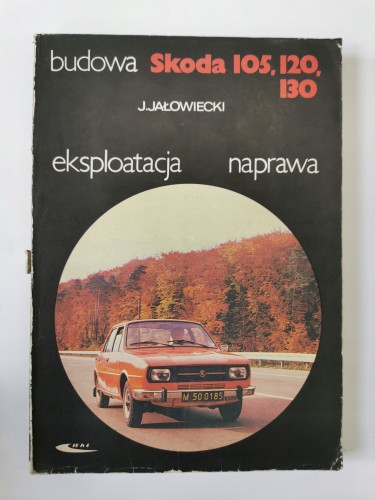 budowa Skoda 105, 120,
130
J. JAŁOWIECKI
eksploatacja naprawa
M 50 0185